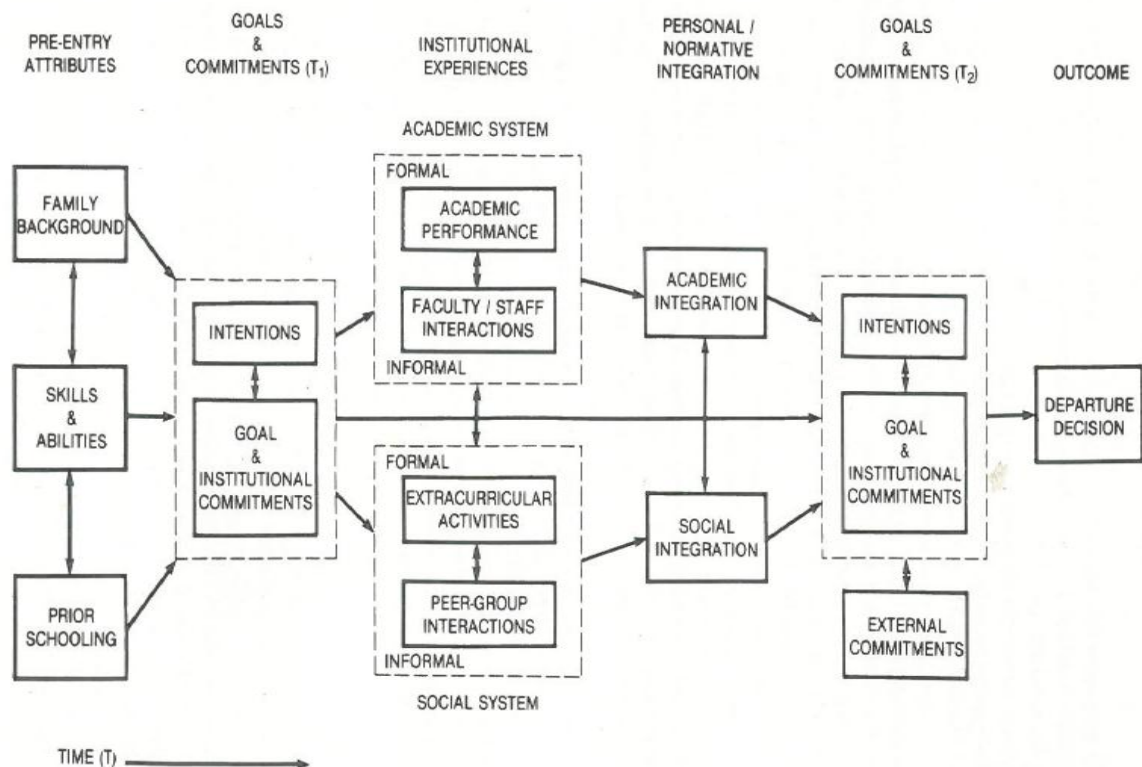 PRE-ENTRY
ATTRIBUTES
GOALS
&
COMMITMENTS (T₁)
INSTITUTIONAL
EXPERIENCES
PERSONAL /
NORMATIVE
INTEGRATION
GOALS
&
COMMITMENTS (T₂)
OUTCOME
FAMILY
BACKGROUND
SKILLS
&
ABILITIES
PRIOR
SCHOOLING
INTENTIONS
GOAL
&
INSTITUTIONAL
COMMITMENTS
ACADEMIC SYSTEM
FORMAL
ACADEMIC
PERFORMANCE
FACULTY / STAFF
INTERACTIONS
INFORMAL
FORMAL
EXTRACURRICULAR
ACTIVITIES
PEER-GROUP
INTERACTIONS
INFORMAL
SOCIAL SYSTEM
ACADEMIC
INTEGRATION
SOCIAL
INTEGRATION
INTENTIONS
GOAL
&
INSTITUTIONAL
COMMITMENTS
EXTERNAL
COMMITMENTS
DEPARTURE
DECISION
TIME (T)